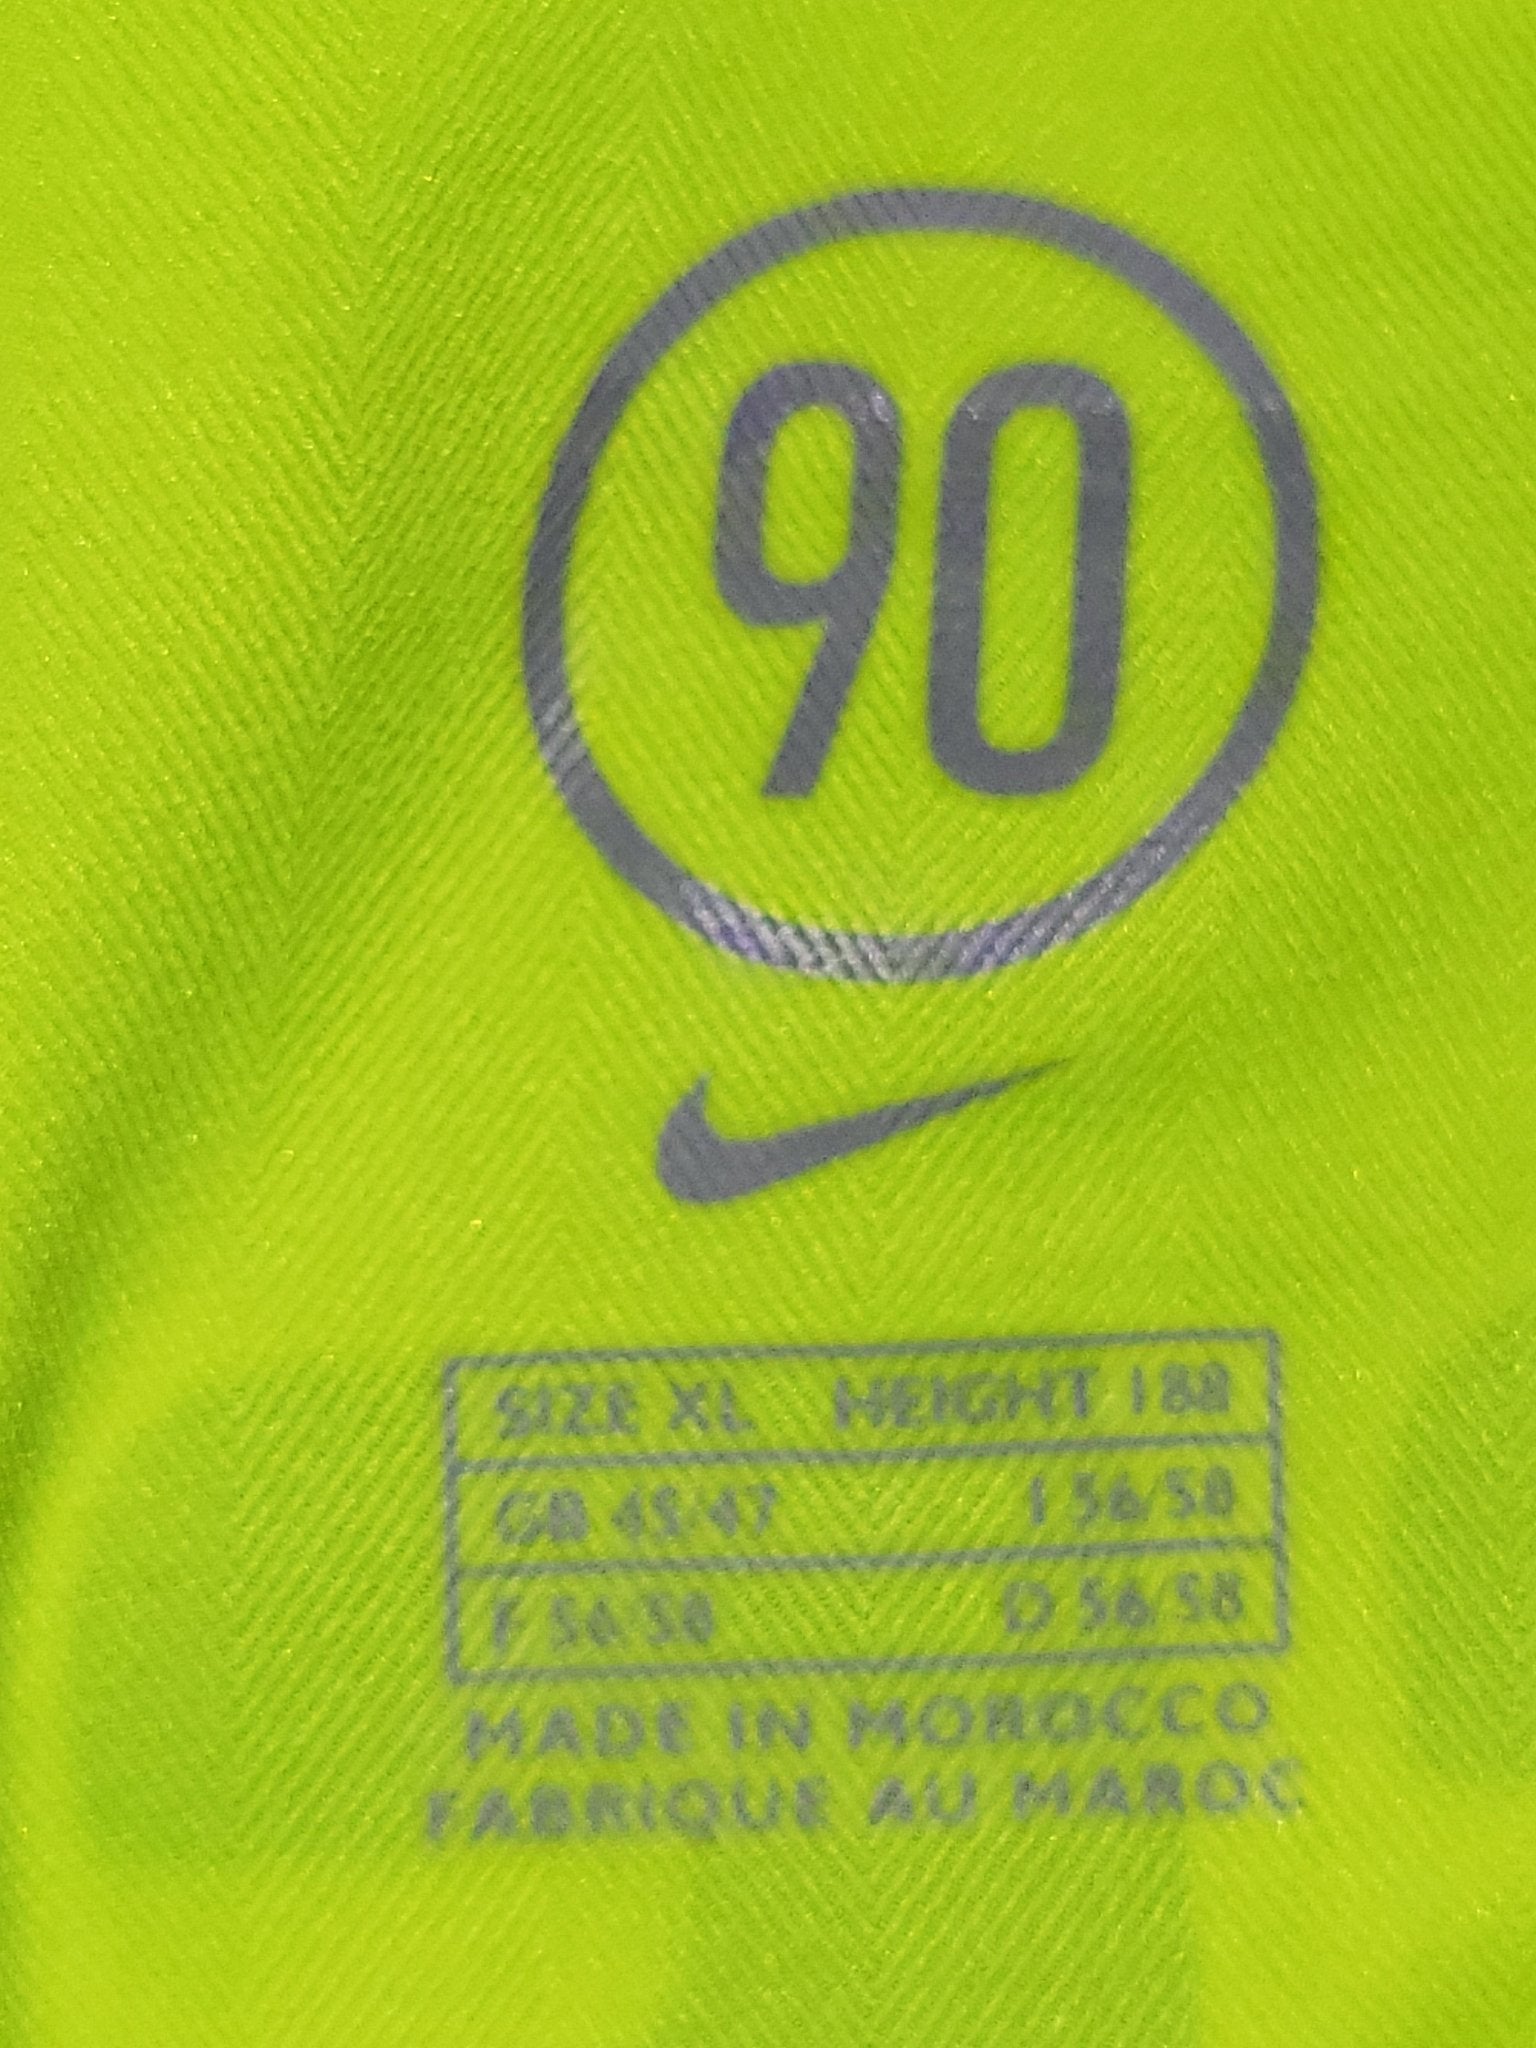 90
SIZE XL HEIGHT 188
GB 45/47 I 56/58
F 56/58 D 56/58
MADE IN MOROCCO
FABRIQUE AU MAROC